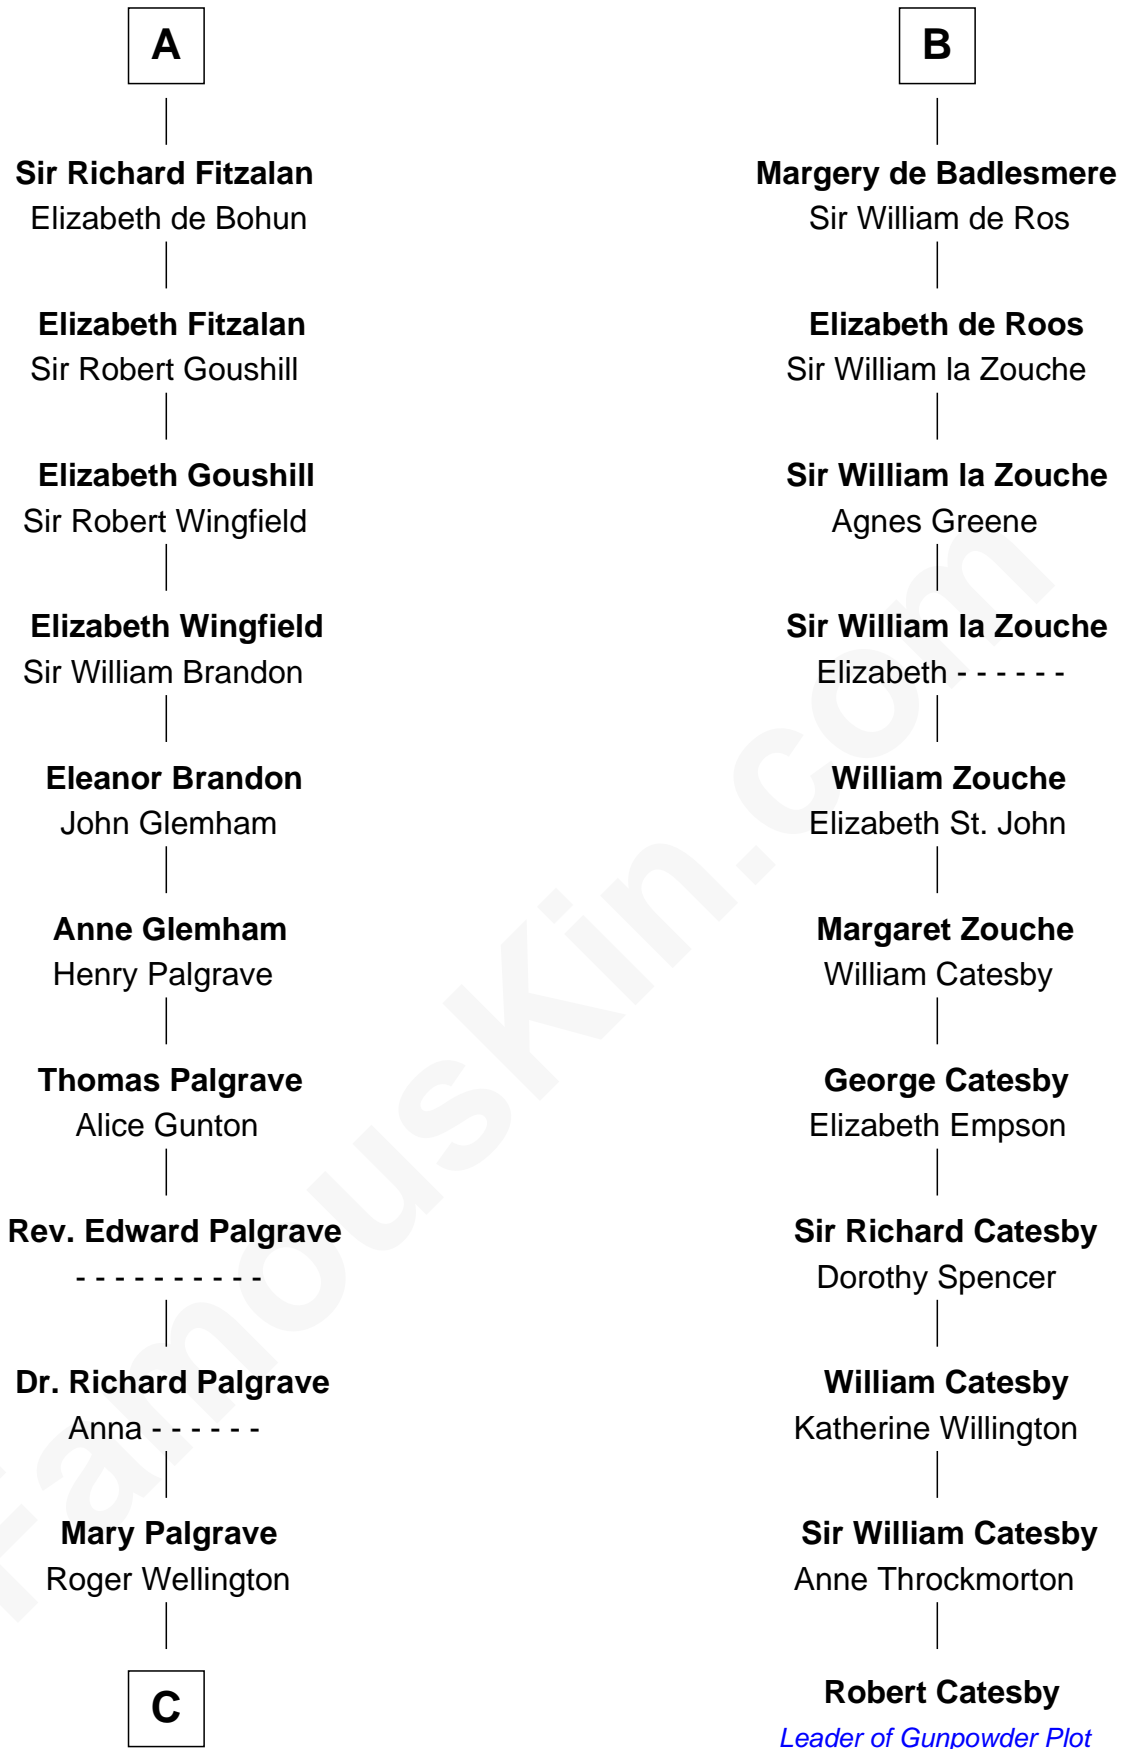 A
Sir Richard Fitzalan
Elizabeth de Bohun
Elizabeth Fitzalan
Sir Robert Goushill
Elizabeth Goushill
Sir Robert Wingfield
Elizabeth Wingfield
Sir William Brandon
Eleanor Brandon
John Glemham
Anne Glemham
Henry Palgrave
Thomas Palgrave
Alice Gunton
Rev. Edward Palgrave
- - - - - - - - - -
Dr. Richard Palgrave
Anna - - - - - -
Mary Palgrave
Roger Wellington
C
B
Margery de Badlesmere
Sir William de Ros
Elizabeth de Roos
Sir William la Zouche
Sir William la Zouche
Agnes Greene
Sir William la Zouche
Elizabeth - - - - - -
William Zouche
Elizabeth St. John
Margaret Zouche
William Catesby
George Catesby
Elizabeth Empson
Sir Richard Catesby
Dorothy Spencer
William Catesby
Katherine Willington
Sir William Catesby
Anne Throckmorton
Robert Catesby
Leader of Gunpowder Plot
FamousKin.com